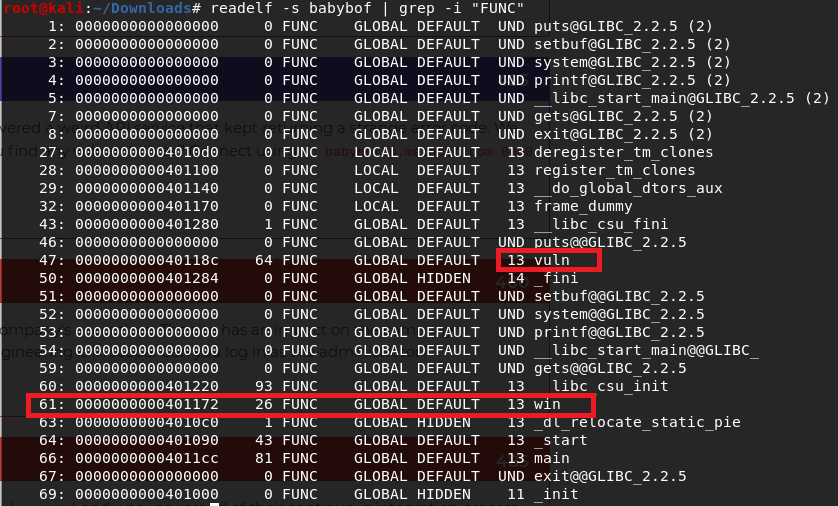 root@kali:~/Downloads# readelf -s babybof | grep -i "FUNC"
1: 0000000000000000 0 FUNC GLOBAL DEFAULT UND puts@GLIBC_2.2.5 (2)
2: 0000000000000000 0 FUNC GLOBAL DEFAULT UND setbuf@GLIBC_2.2.5 (2)
3: 0000000000000000 0 FUNC GLOBAL DEFAULT UND system@GLIBC_2.2.5 (2)
4: 0000000000000000 0 FUNC GLOBAL DEFAULT UND printf@GLIBC_2.2.5 (2)
5: 0000000000000000 0 FUNC GLOBAL DEFAULT UND __libc_start_main@GLIBC_2.2.5 (2)
7: 0000000000000000 0 FUNC GLOBAL DEFAULT UND gets@GLIBC_2.2.5 (2)
8: 0000000000000000 0 FUNC GLOBAL DEFAULT UND exit@GLIBC_2.2.5 (2)
27: 00000000004010d0 0 FUNC LOCAL DEFAULT 13 deregister_tm_clones
28: 0000000000401100 0 FUNC LOCAL DEFAULT 13 register_tm_clones
29: 0000000000401140 0 FUNC LOCAL DEFAULT 13 __do_global_dtors_aux
32: 0000000000401170 0 FUNC LOCAL DEFAULT 13 frame_dummy
43: 0000000000401280 1 FUNC GLOBAL DEFAULT 13 __libc_csu_fini
46: 0000000000000000 0 FUNC GLOBAL DEFAULT UND puts@@GLIBC_2.2.5
47: 000000000040118c 64 FUNC GLOBAL DEFAULT 13 vuln
50: 0000000000401284 0 FUNC GLOBAL HIDDEN 14 _fini
51: 0000000000000000 0 FUNC GLOBAL DEFAULT UND setbuf@@GLIBC_2.2.5
52: 0000000000000000 0 FUNC GLOBAL DEFAULT UND system@@GLIBC_2.2.5
53: 0000000000000000 0 FUNC GLOBAL DEFAULT UND printf@@GLIBC_2.2.5
54: 0000000000000000 0 FUNC GLOBAL DEFAULT UND __libc_start_main@@GLIBC_
59: 0000000000000000 0 FUNC GLOBAL DEFAULT UND gets@@GLIBC_2.2.5
60: 0000000000401220 93 FUNC GLOBAL DEFAULT 13 __libc_csu_init
61: 0000000000401172 26 FUNC GLOBAL DEFAULT 13 win
63: 00000000004010c0 1 FUNC GLOBAL HIDDEN 13 _dl_relocate_static_pie
64: 0000000000401090 43 FUNC GLOBAL DEFAULT 13 _start
66: 00000000004011cc 81 FUNC GLOBAL DEFAULT 13 main
67: 0000000000000000 0 FUNC GLOBAL DEFAULT UND exit@@GLIBC_2.2.5
69: 0000000000401000 0 FUNC GLOBAL HIDDEN 11 _init